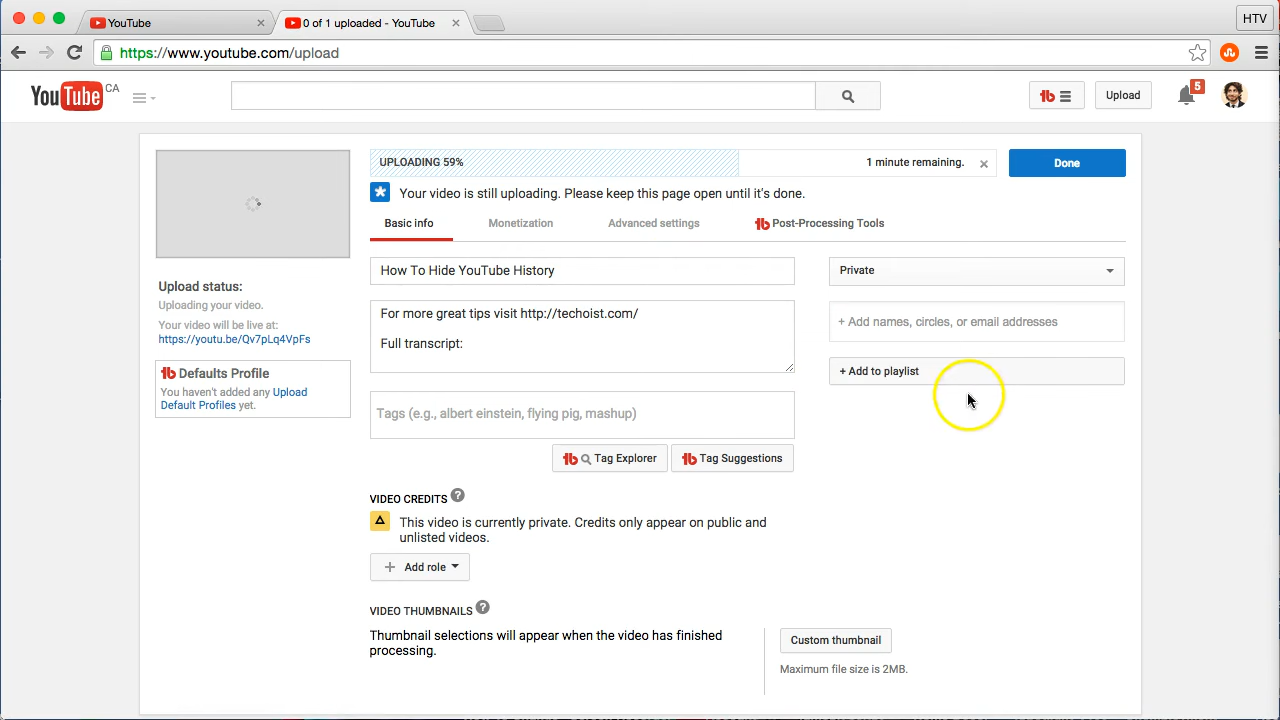 YouTube
0 of 1 uploaded - YouTube
HTV
https://www.youtube.com/upload
YouTube CA
Upload
5
UPLOADING 59%
1 minute remaining.
Done
Your video is still uploading. Please keep this page open until it's done.
Basic info
Monetization
Advanced settings
Post-Processing Tools
How To Hide YouTube History
Private
For more great tips visit http://techoist.com/
Full transcript:
+ Add names, circles, or email addresses
+ Add to playlist
Upload status:
Uploading your video.
Your video will be live at:
https://youtu.be/Qv7pLq4VpFs
Defaults Profile
You haven't added any Upload
Default Profiles yet.
Tags (e.g., albert einstein, flying pig, mashup)
Tag Explorer
Tag Suggestions
VIDEO CREDITS ?
This video is currently private. Credits only appear on public and
unlisted videos.
+ Add role
VIDEO THUMBNAILS ?
Thumbnail selections will appear when the video has finished
processing.
Custom thumbnail
Maximum file size is 2MB.